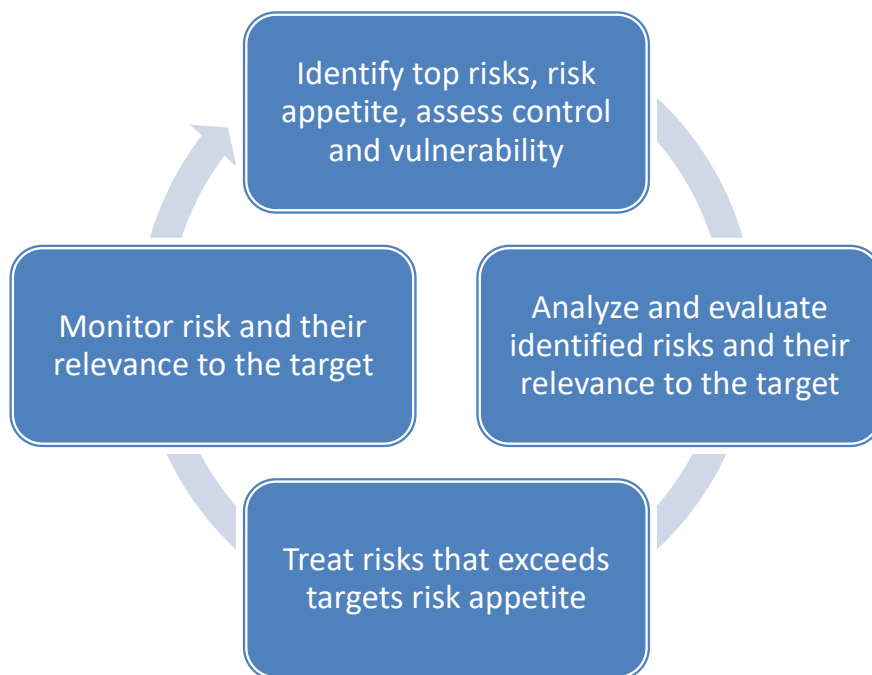 Identify top risks, risk
appetite, assess control
and vulnerability
Analyze and evaluate
identified risks and their
relevance to the target
Treat risks that exceeds
targets risk appetite
Monitor risk and their
relevance to the target